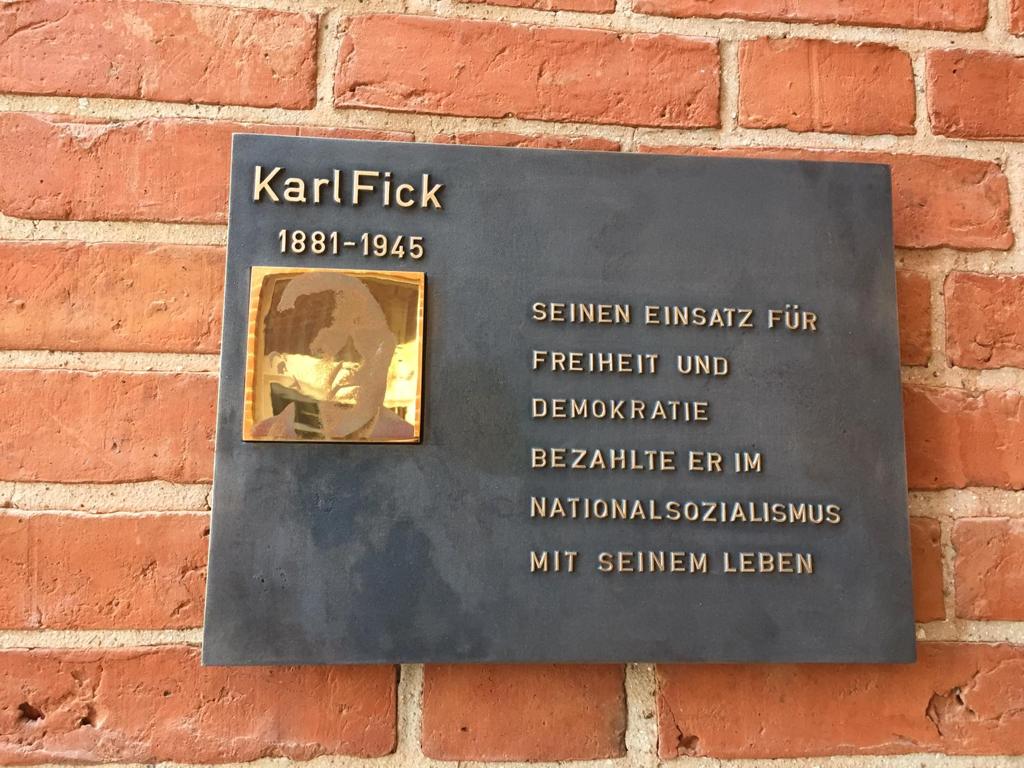 Karl Fick
1881-1945
SEINEN EINSATZ FÜR
FREIHEIT UND
DEMOKRATIE
BEZAHLTE ER IM
NATIONALSOZIALISMUS
MIT SEINEM LEBEN